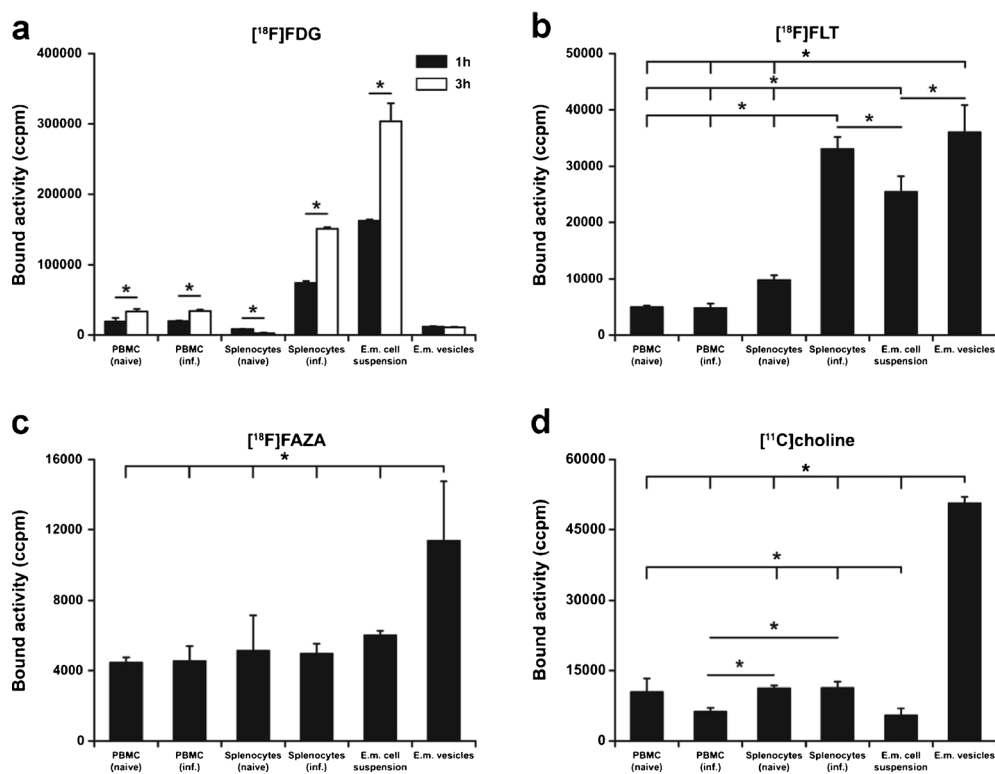 a
[18F]FDG
400000
300000
200000
100000
0
Bound activity (ccpm)
1h
3h
*
*
*
*
*
PBMC
(naive)
PBMC
(inf.)
Splenocytes
(naive)
Splenocytes
(inf.)
E.m. cell
suspension
E.m. vesicles
b
[18F]FLT
50000
40000
30000
20000
10000
0
Bound activity (ccpm)
*
*
*
*
*
PBMC
(naive)
PBMC
(inf.)
Splenocytes
(naive)
Splenocytes
(inf.)
E.m. cell
suspension
E.m. vesicles
c
[18F]FAZA
16000
12000
8000
4000
0
Bound activity (ccpm)
*
PBMC
(naive)
PBMC
(inf.)
Splenocytes
(naive)
Splenocytes
(inf.)
E.m. cell
suspension
E.m. vesicles
d
[11C]choline
60000
45000
30000
15000
0
Bound activity (ccpm)
*
*
*
*
PBMC
(naive)
PBMC
(inf.)
Splenocytes
(naive)
Splenocytes
(inf.)
E.m. cell
suspension
E.m. vesicles